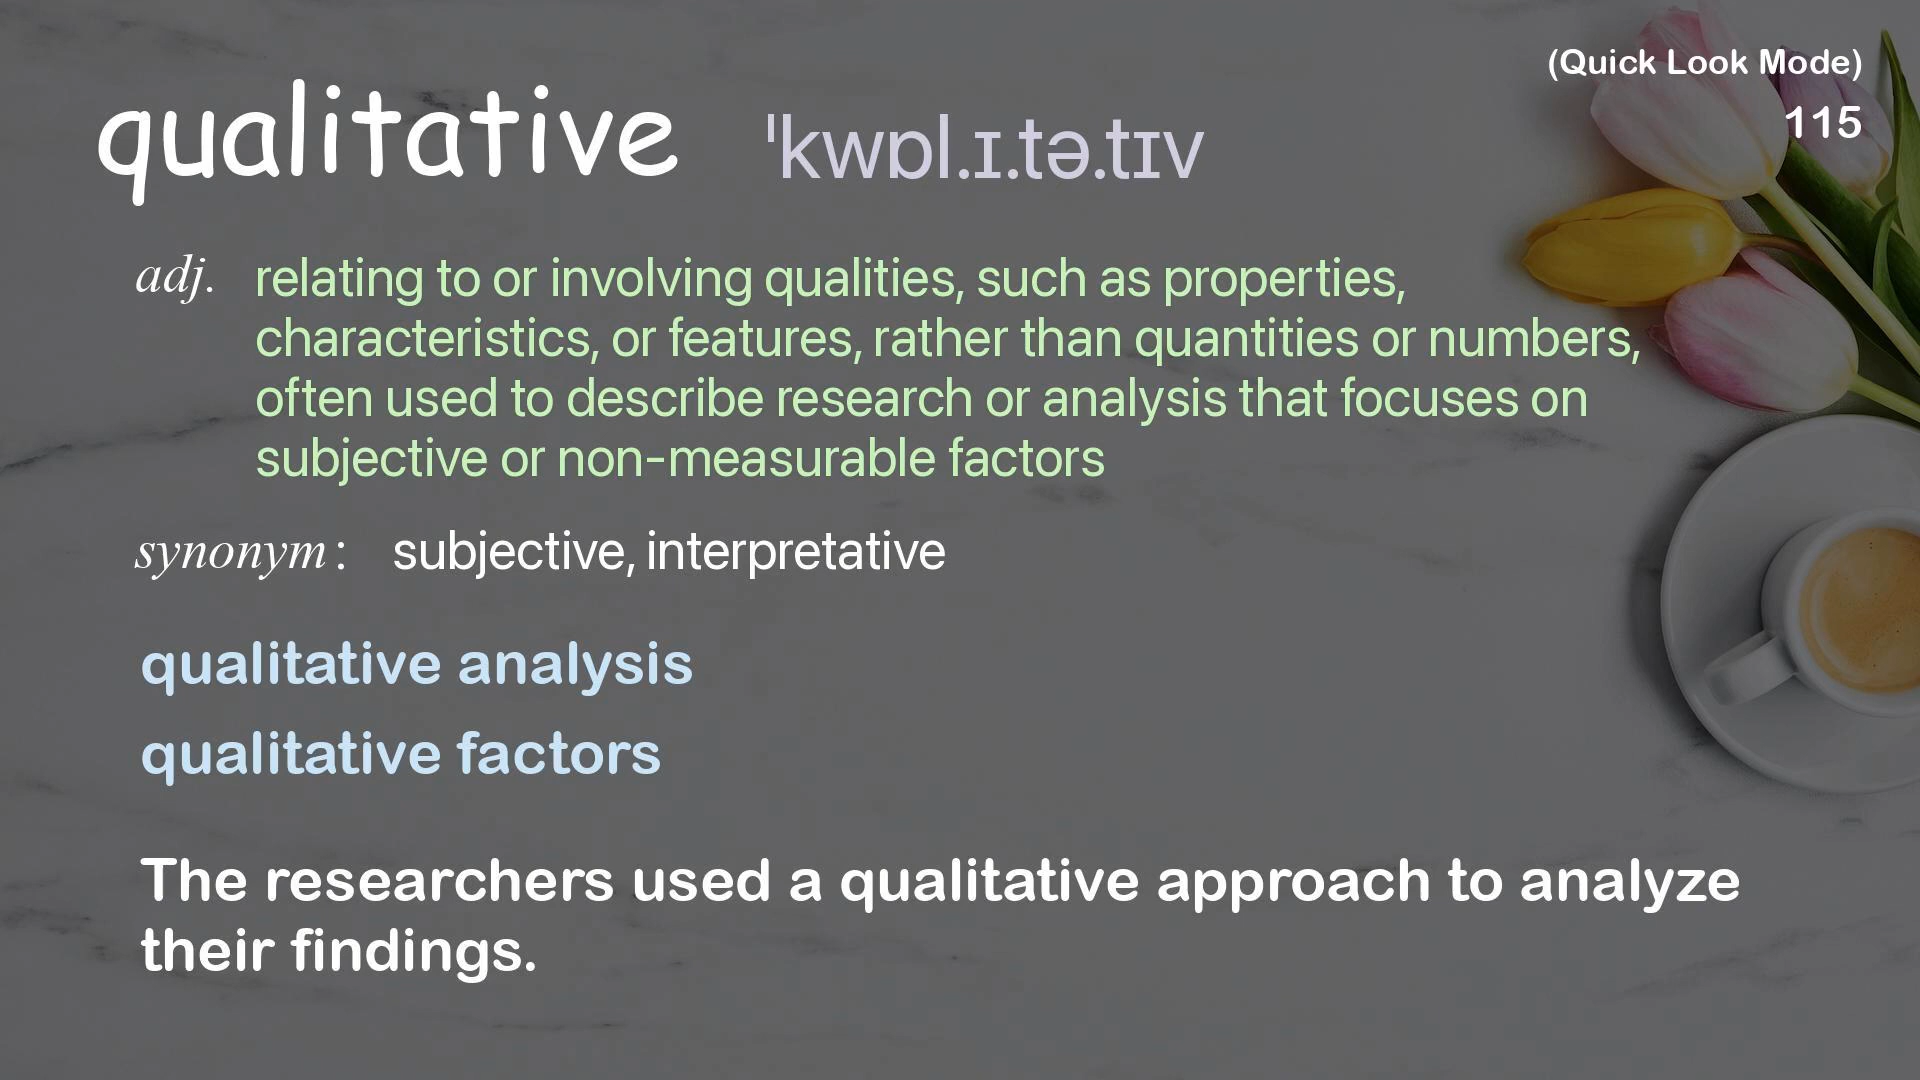 (Quick Look Mode)
115
qualitative ˈkwɒl.ɪ.tə.tɪv
adj. relating to or involving qualities, such as properties,
characteristics, or features, rather than quantities or numbers,
often used to describe research or analysis that focuses on
subjective or non-measurable factors
synonym: subjective, interpretative
qualitative analysis
qualitative factors
The researchers used a qualitative approach to analyze
their findings.